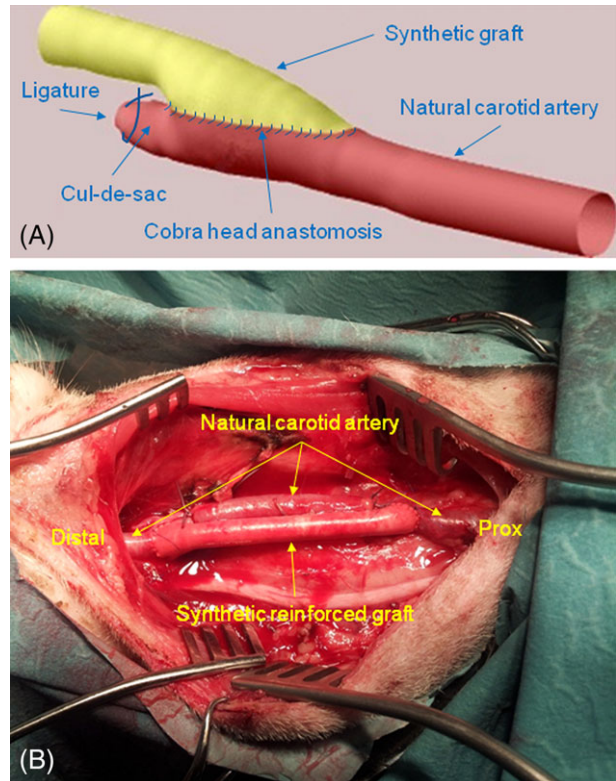 (A)
Synthetic graft
Ligature
Natural carotid artery
Cul-de-sac
Cobra head anastomosis
(B)
Natural carotid artery
Distal
Prox
Synthetic reinforced graft